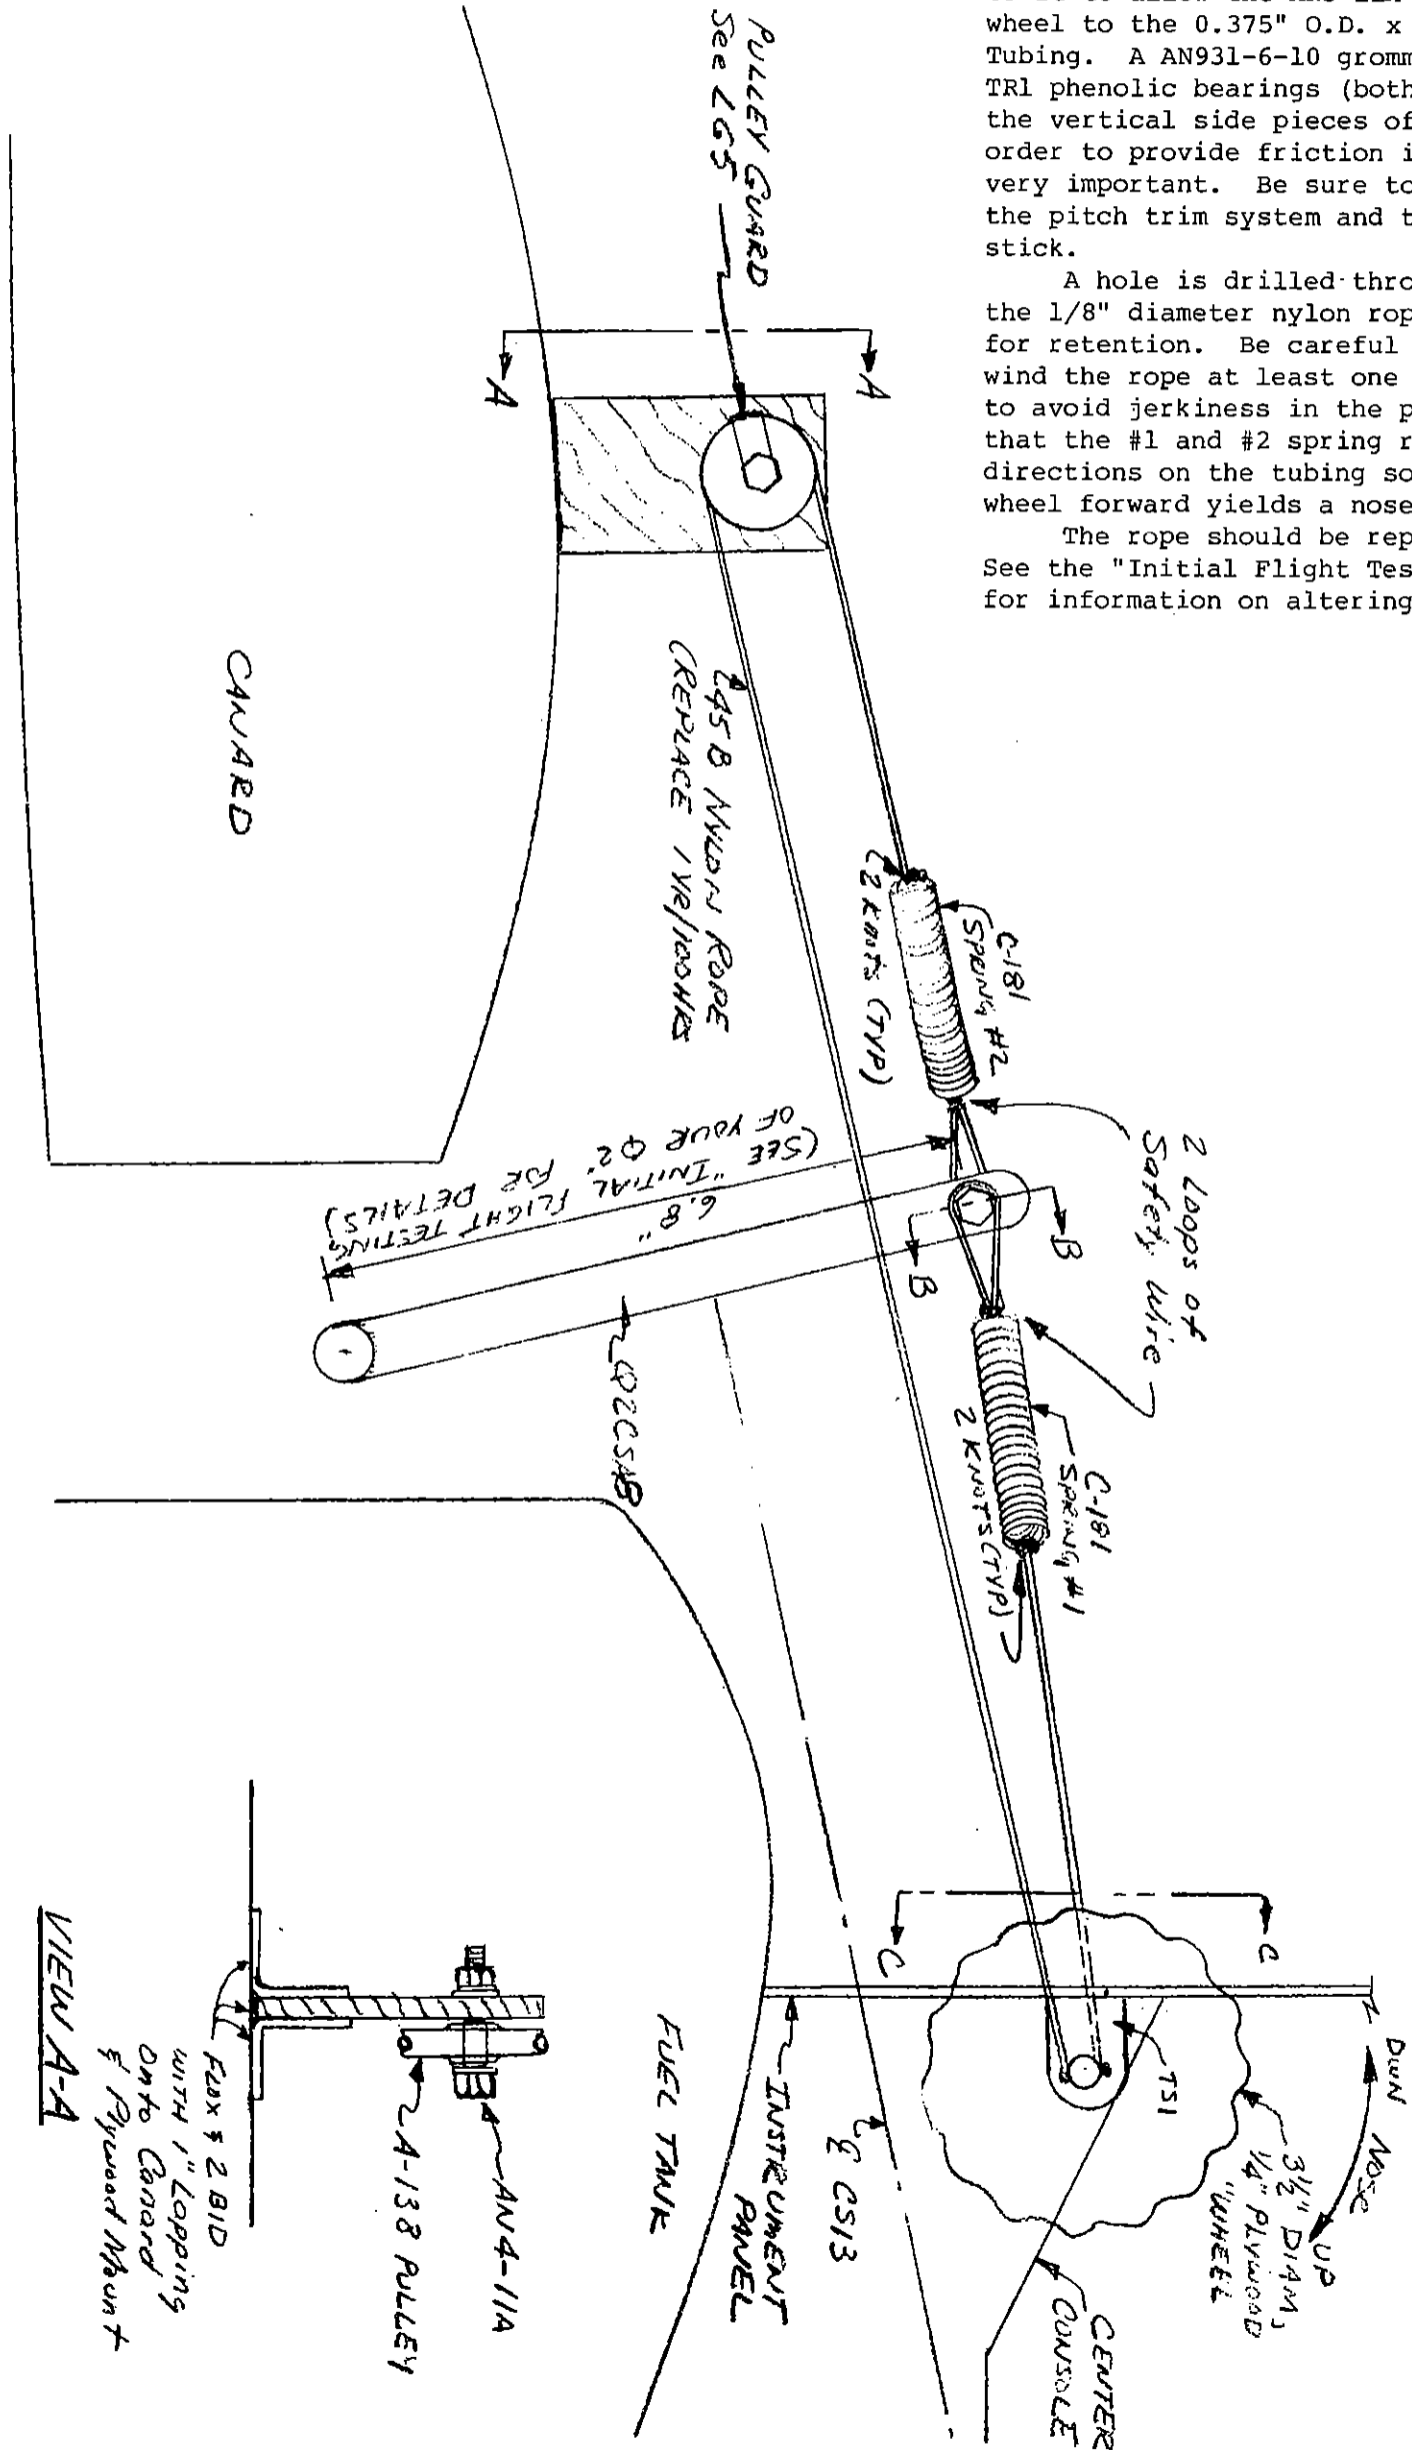 wheel to the 0.375" O.D. x
Tubing. A AN931-6-10 gromm
TR1 phenolic bearings (both
the vertical side pieces of
order to provide friction i
very important. Be sure to
the pitch trim system and t
stick.
A hole is drilled thro
the 1/8" diameter nylon rop
for retention. Be careful
wind the rope at least one
to avoid jerkiness in the p
that the #1 and #2 spring r
directions on the tubing so
wheel forward yields a nose
The rope should be rep
See the "Initial Flight Tes
for information on altering
PULLEY GUARD
See LG5
A
A
CANARD
245B NYLON ROPE
(REPLACE 1 YR/100HRS
2 KNOTS (TYP)
C-181
SPRING #2
2 Loops of
Safety Wire
6.8"
(SEE "INITIAL FLIGHT TESTING
OF YOUR Q2" FOR DETAILS)
B
B
Q2CSAB
C-181
SPRING #1
2 KNOTS (TYP)
C
C
DWN NOSE UP
3½" DIAM,
1/4" PLYWOOD
"WHEEL"
TS1
CENTER
CONSOLE
℄ CS13
INSTRUMENT
PANEL
FUEL TANK
AN4-11A
A-138 PULLEY
FLOX & 2 BID
WITH 1" Lapping
onto Canard
& Plywood Mount
VIEW A-A